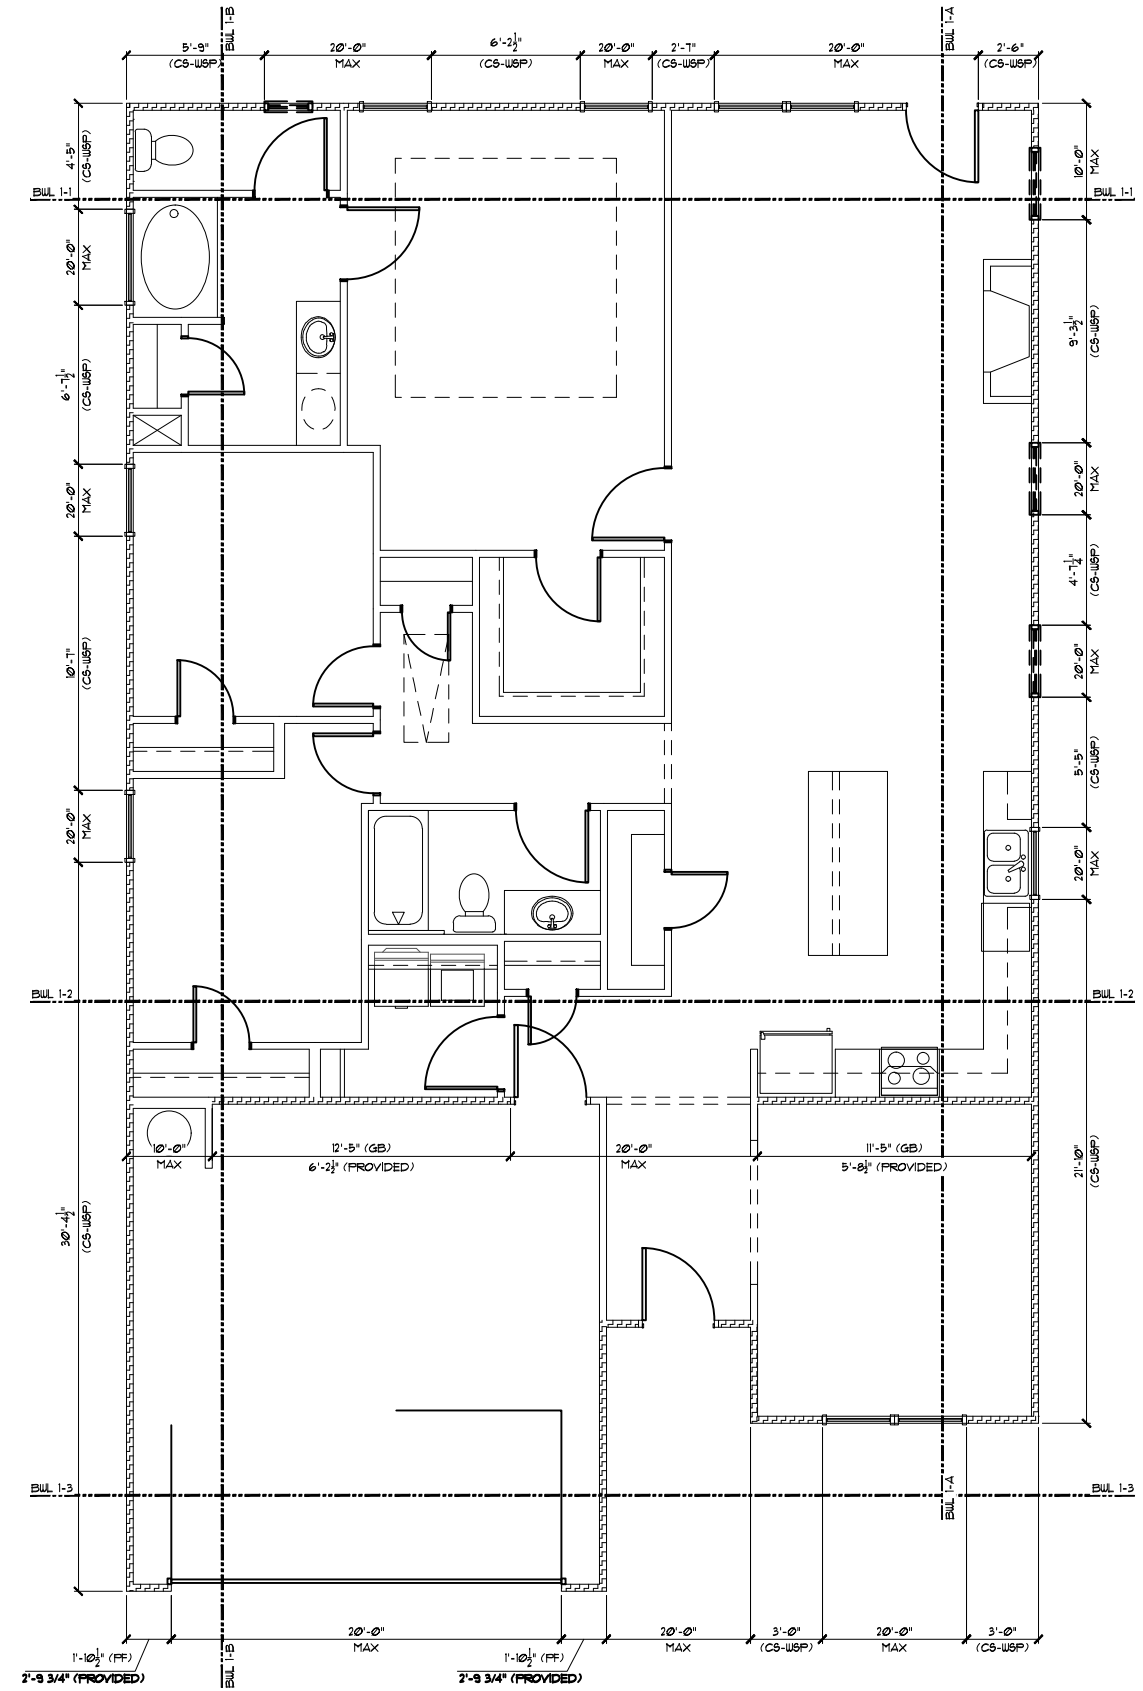 BWL 1-B
BWL 1-A
5'-9"
(CS-WSP)
20'-0"
MAX
6'-2 1/2"
(CS-WSP)
20'-0"
MAX
2'-7"
(CS-WSP)
20'-0"
MAX
2'-6"
(CS-WSP)
4'-5"
(CS-WSP)
10'-0"
MAX
BWL 1-1
BWL 1-1
20'-0"
MAX
9'-3 1/2"
(CS-WSP)
6'-7 1/2"
(CS-WSP)
20'-0"
MAX
20'-0"
MAX
4'-7 1/4"
(CS-WSP)
10'-7"
(CS-WSP)
20'-0"
MAX
5'-5"
(CS-WSP)
20'-0"
MAX
20'-0"
MAX
BWL 1-2
BWL 1-2
10'-0"
MAX
12'-5" (GB)
6'-2 1/2" (PROVIDED)
20'-0"
MAX
11'-5" (GB)
5'-8 1/2" (PROVIDED)
21'-10"
(CS-WSP)
30'-4 1/2"
(CS-WSP)
BWL 1-3
BWL 1-A
BWL 1-3
1'-10 1/2" (PF)
2'-9 3/4" (PROVIDED)
BWL 1-B
20'-0"
MAX
1'-10 1/2" (PF)
2'-9 3/4" (PROVIDED)
20'-0"
MAX
3'-0"
(CS-WSP)
20'-0"
MAX
3'-0"
(CS-WSP)